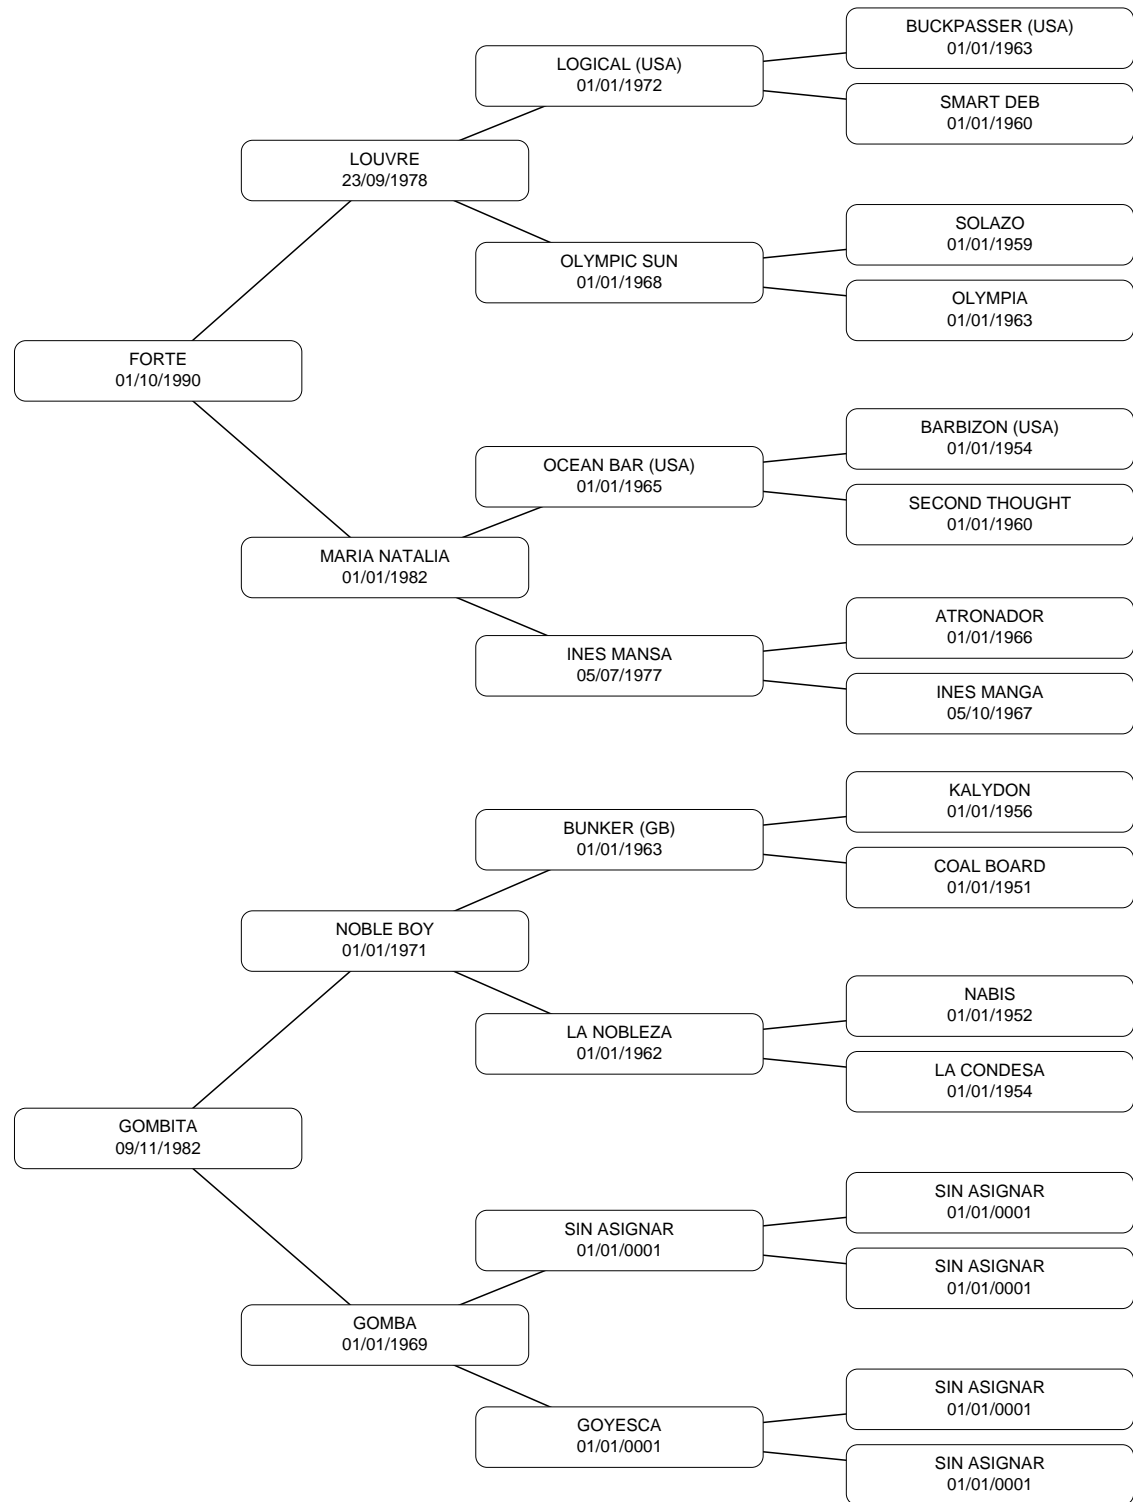 BUCKPASSER (USA)
01/01/1963
LOGICAL (USA)
01/01/1972
SMART DEB
01/01/1960
LOUVRE
23/09/1978
SOLAZO
01/01/1959
OLYMPIC SUN
01/01/1968
OLYMPIA
01/01/1963
FORTE
01/10/1990
BARBIZON (USA)
01/01/1954
OCEAN BAR (USA)
01/01/1965
SECOND THOUGHT
01/01/1960
MARIA NATALIA
01/01/1982
ATRONADOR
01/01/1966
INES MANSA
05/07/1977
INES MANGA
05/10/1967
KALYDON
01/01/1956
BUNKER (GB)
01/01/1963
COAL BOARD
01/01/1951
NOBLE BOY
01/01/1971
NABIS
01/01/1952
LA NOBLEZA
01/01/1962
LA CONDESA
01/01/1954
GOMBITA
09/11/1982
SIN ASIGNAR
01/01/0001
SIN ASIGNAR
01/01/0001
SIN ASIGNAR
01/01/0001
GOMBA
01/01/1969
SIN ASIGNAR
01/01/0001
GOYESCA
01/01/0001
SIN ASIGNAR
01/01/0001